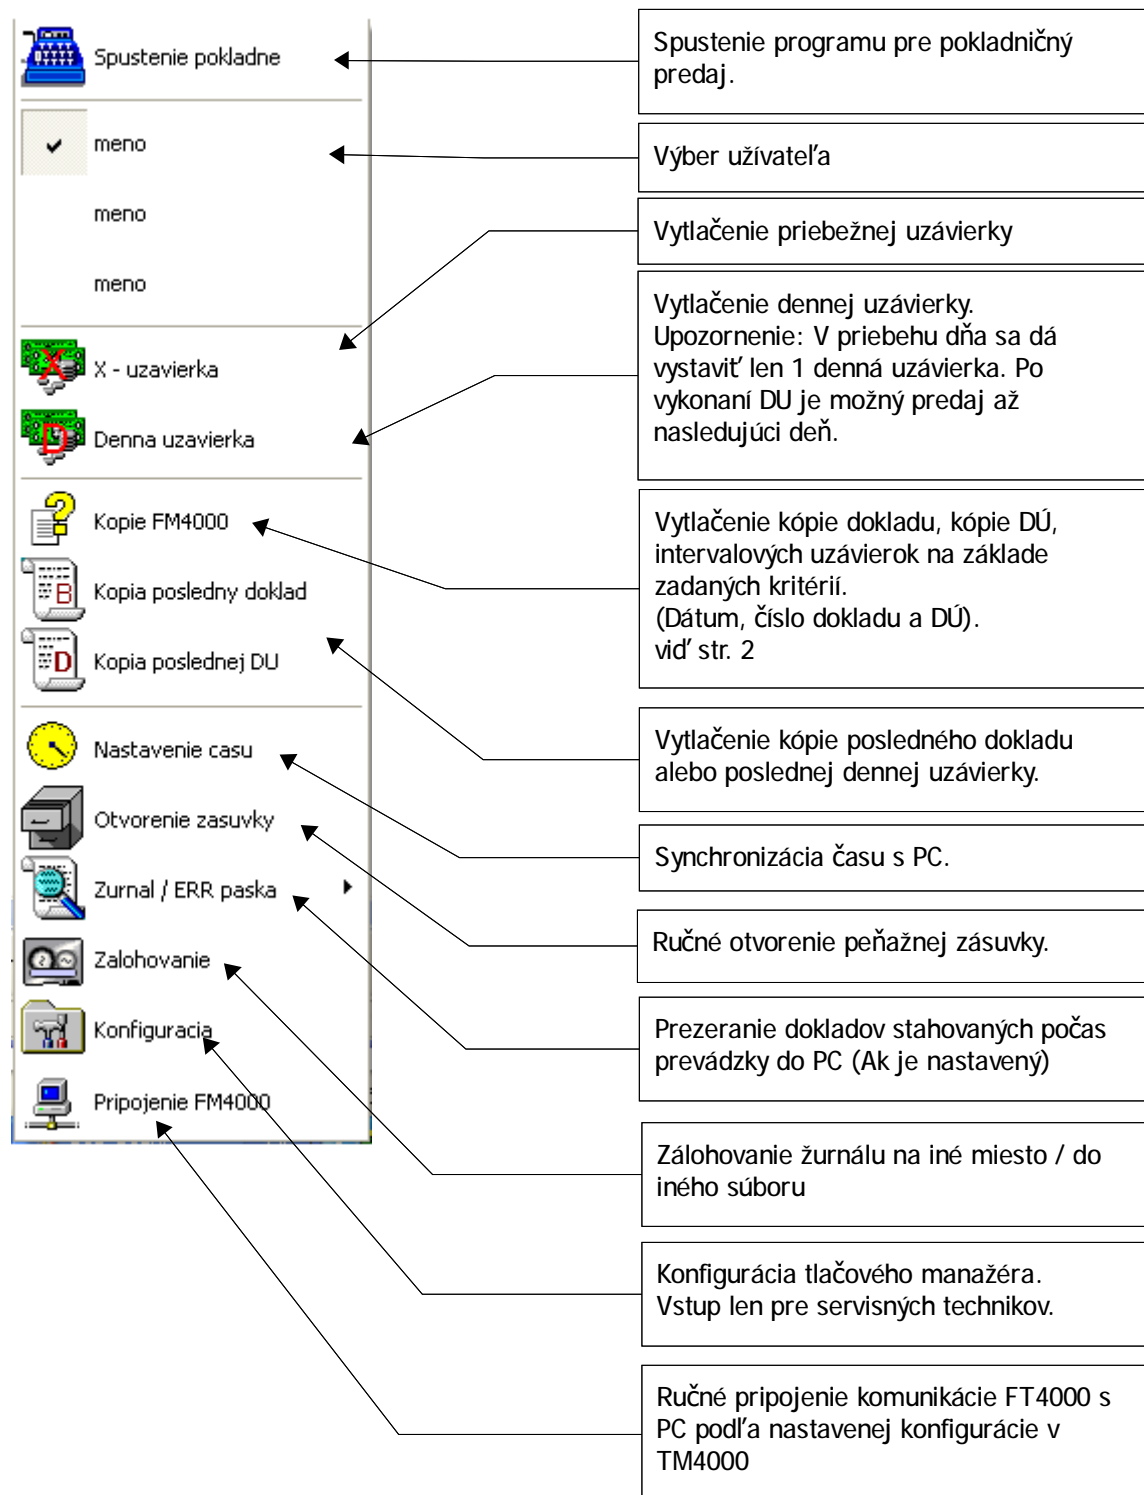 Spustenie pokladne
meno
meno
meno
X - uzavierka
Denna uzavierka
Kopie FM4000
Kopia posledny doklad
Kopia poslednej DU
Nastavenie casu
Otvorenie zasuvky
Zurnal / ERR paska
Zalohovanie
Konfiguracia
Pripojenie FM4000
Spustenie programu pre pokladničný
predaj.
Výber užívateľa
Vytlačenie priebežnej uzávierky
Vytlačenie dennej uzávierky.
Upozornenie: V priebehu dňa sa dá
vystaviť len 1 denná uzávierka. Po
vykonaní DU je možný predaj až
nasledujúci deň.
Vytlačenie kópie dokladu, kópie DÚ,
intervalových uzávierok na základe
zadaných kritérií.
(Dátum, číslo dokladu a DÚ).
viď str. 2
Vytlačenie kópie posledného dokladu
alebo poslednej dennej uzávierky.
Synchronizácia času s PC.
Ručné otvorenie peňažnej zásuvky.
Prezeranie dokladov stahovaných počas
prevádzky do PC (Ak je nastavený)
Zálohovanie žurnálu na iné miesto / do
iného súboru
Konfigurácia tlačového manažéra.
Vstup len pre servisných technikov.
Ručné pripojenie komunikácie FT4000 s
PC podľa nastavenej konfigurácie v
TM4000